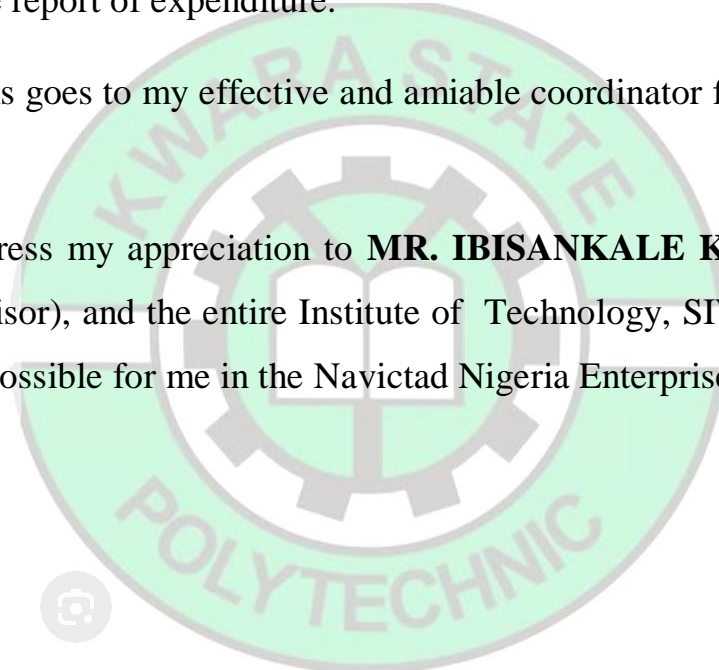 report of expenditure.
s goes to my effective and amiable coordinator f
ress my appreciation to MR. IBISANKALE K
isor), and the entire Institute of Technology, SI
ossible for me in the Navictad Nigeria Enterprise
KWARA STATE
POLYTECHNIC